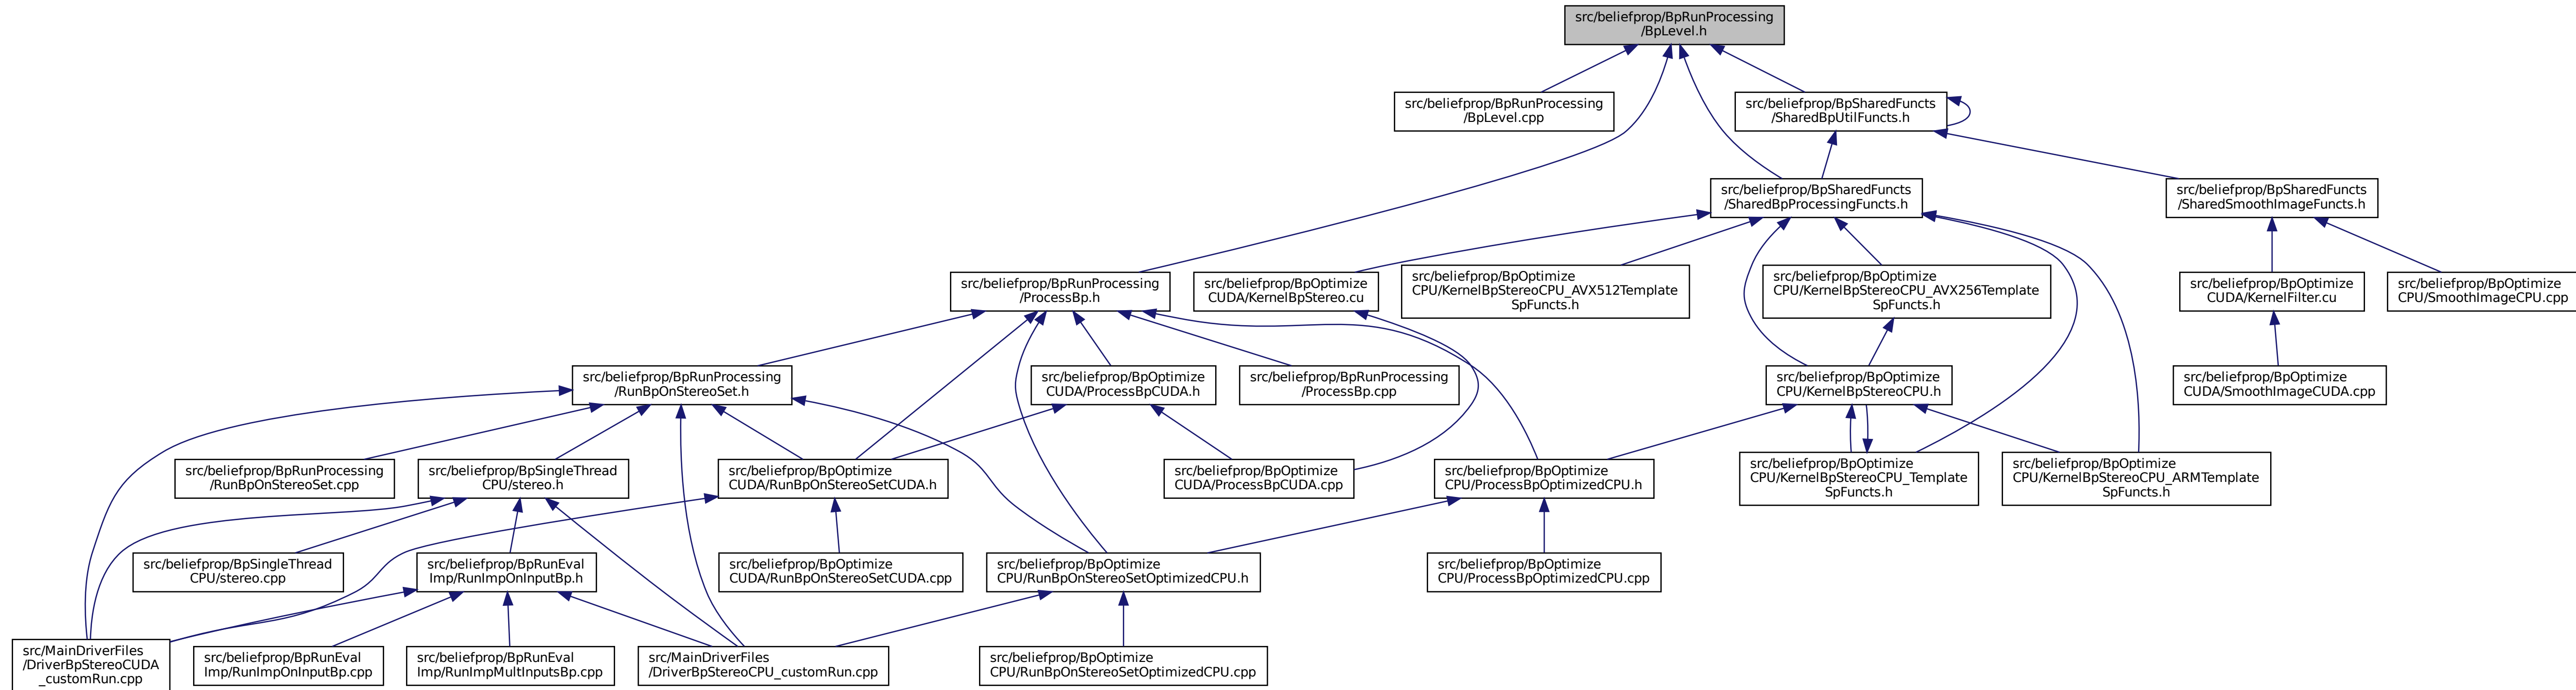 src/beliefprop/BpRunProcessing
/BpLevel.h
src/beliefprop/BpRunProcessing
/BpLevel.cpp
src/beliefprop/BpSharedFuncts
/SharedBpUtilFuncts.h
src/beliefprop/BpSharedFuncts
/SharedBpProcessingFuncts.h
src/beliefprop/BpSharedFuncts
/SharedSmoothImageFuncts.h
src/beliefprop/BpRunProcessing
/ProcessBp.h
src/beliefprop/BpOptimize
CUDA/KernelBpStereo.cu
src/beliefprop/BpOptimize
CPU/KernelBpStereoCPU_AVX512Template
SpFuncts.h
src/beliefprop/BpOptimize
CPU/KernelBpStereoCPU_AVX256Template
SpFuncts.h
src/beliefprop/BpOptimize
CUDA/KernelFilter.cu
src/beliefprop/BpOptimize
CPU/SmoothImageCPU.cpp
src/beliefprop/BpRunProcessing
/RunBpOnStereoSet.h
src/beliefprop/BpOptimize
CUDA/ProcessBpCUDA.h
src/beliefprop/BpRunProcessing
/ProcessBp.cpp
src/beliefprop/BpOptimize
CPU/KernelBpStereoCPU.h
src/beliefprop/BpOptimize
CUDA/SmoothImageCUDA.cpp
src/beliefprop/BpRunProcessing
/RunBpOnStereoSet.cpp
src/beliefprop/BpSingleThread
CPU/stereo.h
src/beliefprop/BpOptimize
CUDA/RunBpOnStereoSetCUDA.h
src/beliefprop/BpOptimize
CUDA/ProcessBpCUDA.cpp
src/beliefprop/BpOptimize
CPU/ProcessBpOptimizedCPU.h
src/beliefprop/BpOptimize
CPU/KernelBpStereoCPU_Template
SpFuncts.h
src/beliefprop/BpOptimize
CPU/KernelBpStereoCPU_ARMTemplate
SpFuncts.h
src/beliefprop/BpSingleThread
CPU/stereo.cpp
src/beliefprop/BpRunEval
Imp/RunImpOnInputBp.h
src/beliefprop/BpOptimize
CUDA/RunBpOnStereoSetCUDA.cpp
src/beliefprop/BpOptimize
CPU/RunBpOnStereoSetOptimizedCPU.h
src/beliefprop/BpOptimize
CPU/ProcessBpOptimizedCPU.cpp
src/MainDriverFiles
/DriverBpStereoCUDA
_customRun.cpp
src/beliefprop/BpRunEval
Imp/RunImpOnInputBp.cpp
src/beliefprop/BpRunEval
Imp/RunImpMultInputsBp.cpp
src/MainDriverFiles
/DriverBpStereoCPU_customRun.cpp
src/beliefprop/BpOptimize
CPU/RunBpOnStereoSetOptimizedCPU.cpp